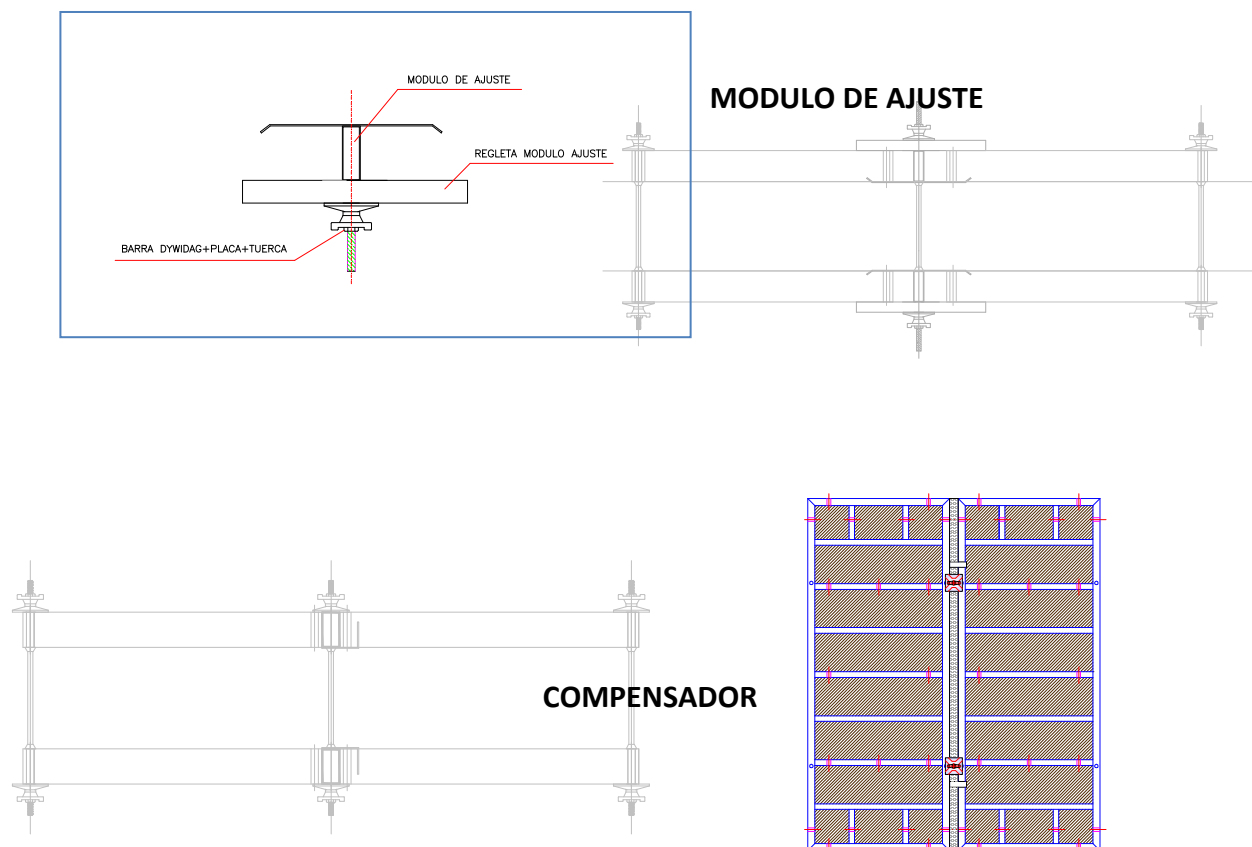 MODULO DE AJUSTE
MODULO DE AJUSTE
REGLETA MODULO AJUSTE
BARRA DYWIDAG+PLACA+TUERCA
COMPENSADOR